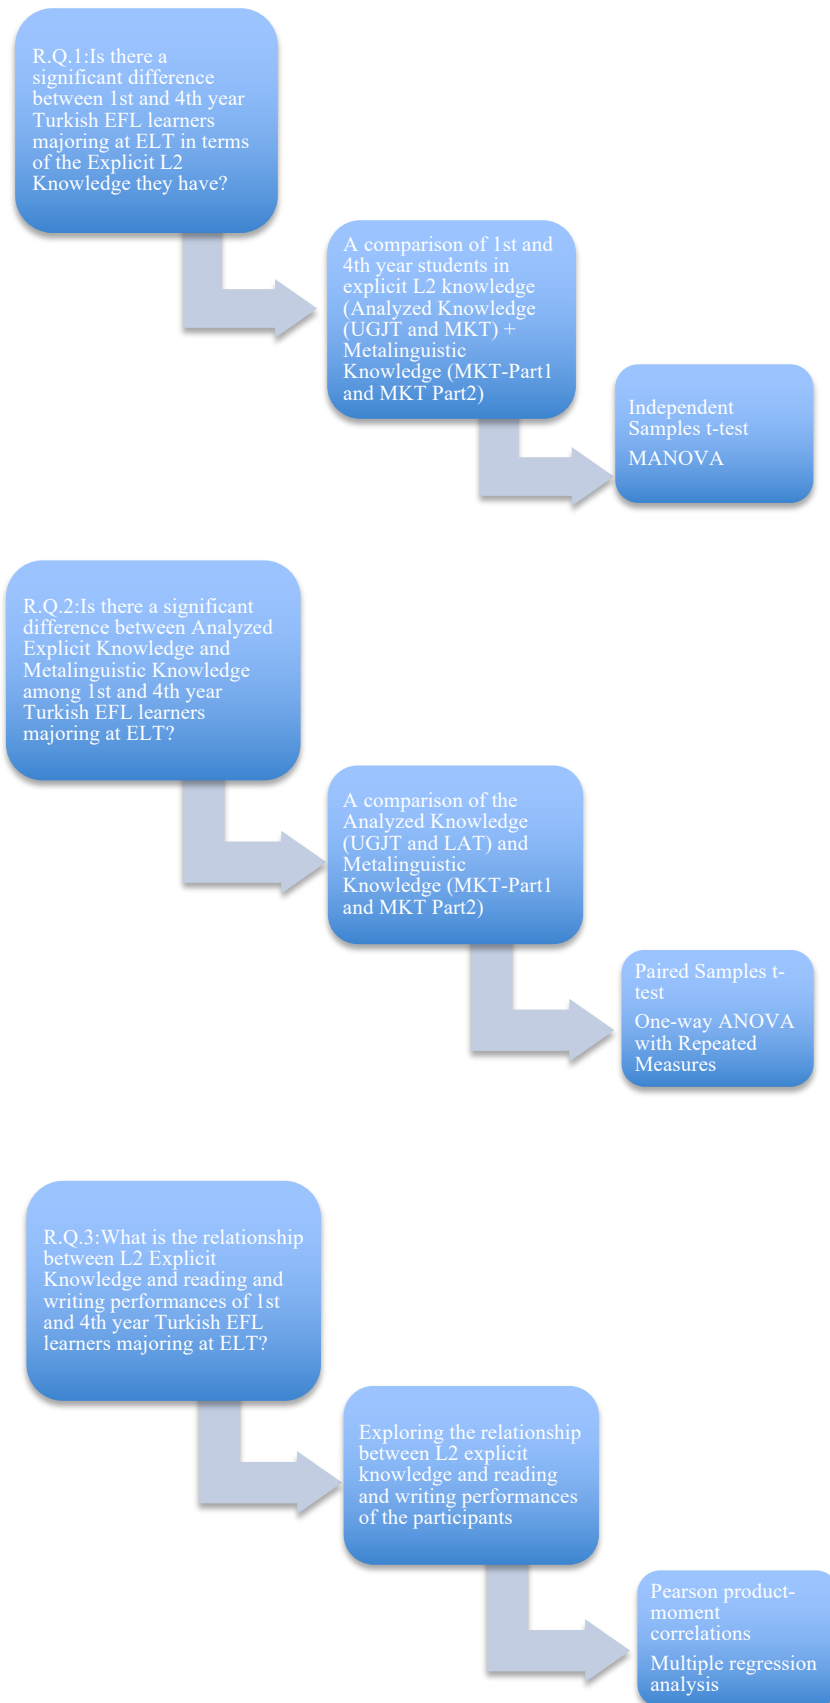 R.Q.1:Is there a
significant difference
between 1st and 4th year
Turkish EFL learners
majoring at ELT in terms
of the Explicit L2
Knowledge they have?
A comparison of 1st and
4th year students in
explicit L2 knowledge
(Analyzed Knowledge
(UGJT and MKT) +
Metalinguistic
Knowledge (MKT-Part1
and MKT Part2)
Independent
Samples t-test
MANOVA
R.Q.2:Is there a significant
difference between Analyzed
Explicit Knowledge and
Metalinguistic Knowledge
among 1st and 4th year
Turkish EFL learners
majoring at ELT?
A comparison of the
Analyzed Knowledge
(UGJT and LAT) and
Metalinguistic
Knowledge (MKT-Part1
and MKT Part2)
Paired Samples t-
test
One-way ANOVA
with Repeated
Measures
R.Q.3:What is the relationship
between L2 Explicit
Knowledge and reading and
writing performances of 1st
and 4th year Turkish EFL
learners majoring at ELT?
Exploring the relationship
between L2 explicit
knowledge and reading
and writing performances
of the participants
Pearson product-
moment
correlations
Multiple regression
analysis